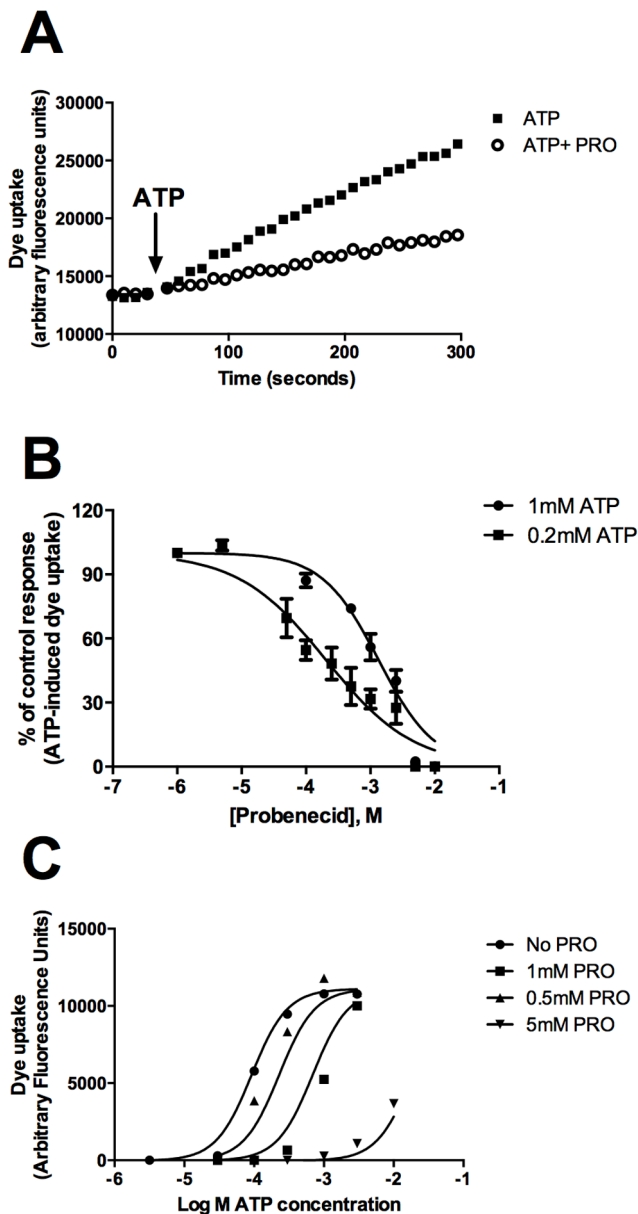 A
Dye uptake
(arbitrary fluorescence units)
30000
25000
20000
15000
10000
ATP
0
100
200
300
Time (seconds)
ATP
ATP+ PRO
B
% of control response
(ATP-induced dye uptake)
120
90
60
30
0
-7
-6
-5
-4
-3
-2
-1
[Probenecid], M
1mM ATP
0.2mM ATP
C
Dye uptake
(Arbitrary Fluorescence Units)
15000
10000
5000
0
-6
-5
-4
-3
-2
-1
Log M ATP concentration
No PRO
1mM PRO
0.5mM PRO
5mM PRO